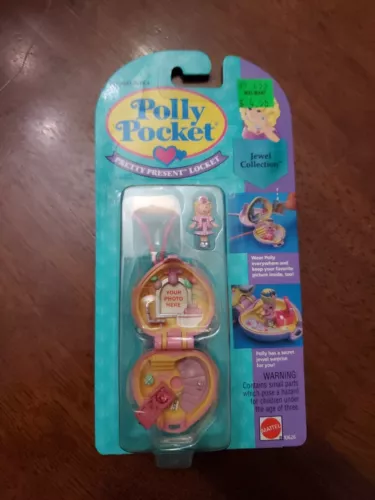 Polly
Pocket
PRETTY PRESENT LOCKET
Jewel
Collection
Wear Polly
everywhere and
keep your favorite
picture inside, too!
YOUR
PHOTO
HERE
Polly has a secret
jewel surprise
for you!
WARNING:
Contains small parts
which pose a hazard
for children under
the age of three.
MATTEL